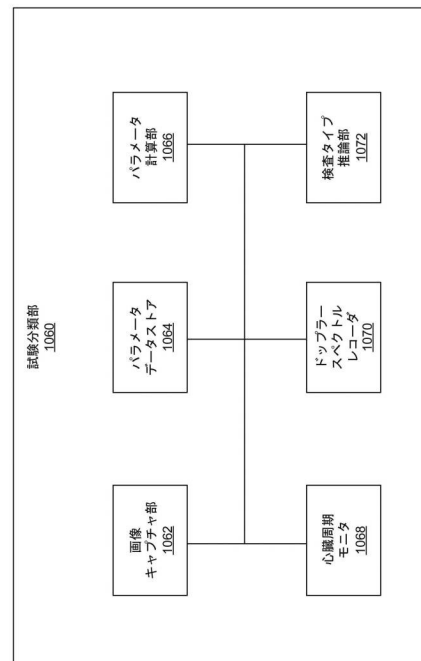 試験分類部
1060
画像
キャプチャ部
1062
パラメータ
データストア
1064
パラメータ
計算部
1066
心臓周期
モニタ
1068
ドップラー
スペクトル
レコーダ
1070
検査タイプ
推論部
1072